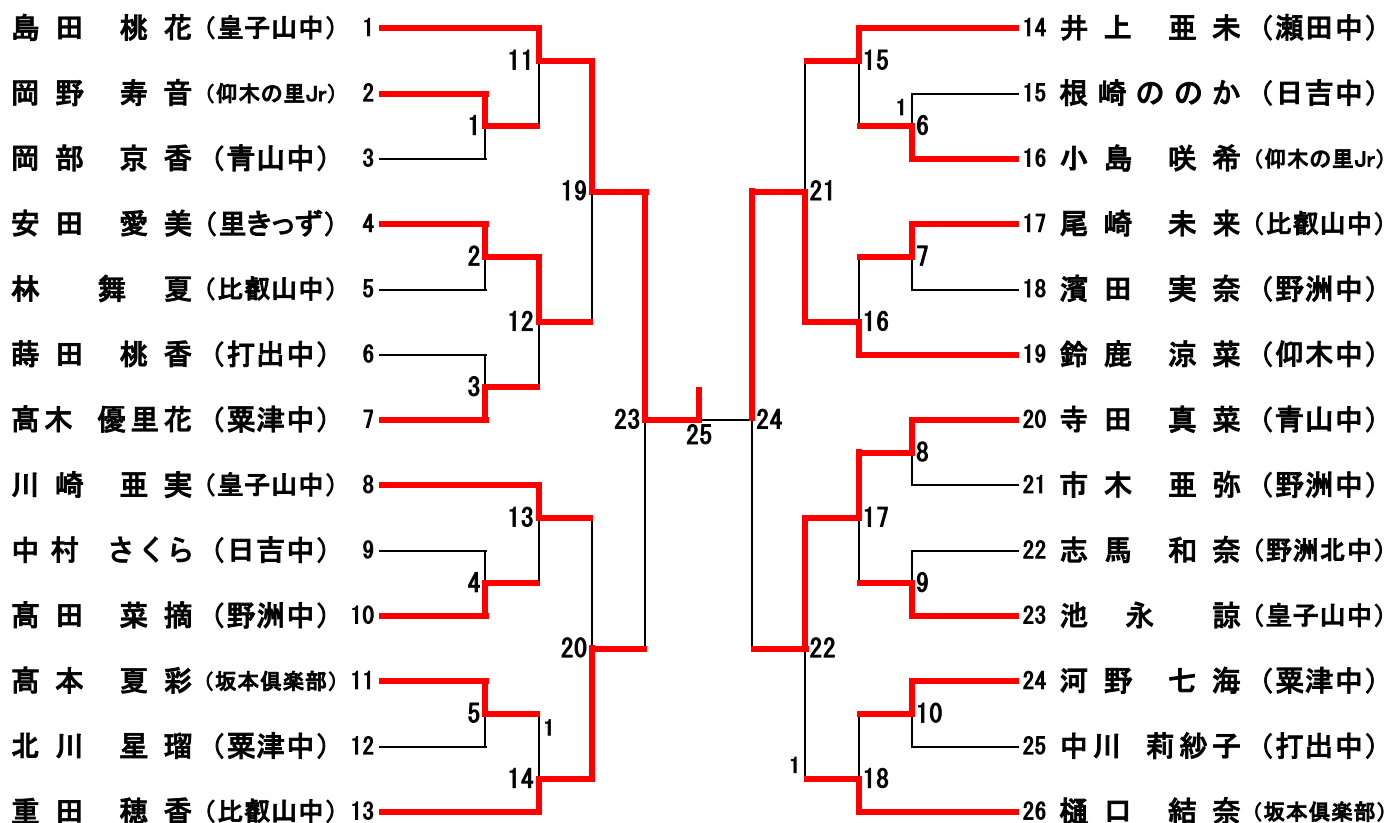 島田 桃花（皇子山中） 1
岡野 寿音（仰木の里Jr） 2
岡部 京香（青山中） 3
安田 愛美（里きっず） 4
林 舞夏（比叡山中） 5
蒔田 桃香（打出中） 6
髙木 優里花（粟津中） 7
川崎 亜実（皇子山中） 8
中村 さくら（日吉中） 9
髙田 菜摘（野洲中） 10
髙本 夏彩（坂本倶楽部） 11
北川 星瑠（粟津中） 12
重田 穂香（比叡山中） 13
11
1
19
2
12
3
23
13
4
20
5
1
14
25
15
1
6
21
7
16
24
8
17
9
22
10
1
18
14 井上 亜未（瀬田中）
15 根崎ののか（日吉中）
16 小島 咲希（仰木の里Jr）
17 尾崎 未来（比叡山中）
18 濱田 実奈（野洲中）
19 鈴鹿 涼菜（仰木中）
20 寺田 真菜（青山中）
21 市木 亜弥（野洲中）
22 志馬 和奈（野洲北中）
23 池永 諒（皇子山中）
24 河野 七海（粟津中）
25 中川 莉紗子（打出中）
26 樋口 結奈（坂本倶楽部）